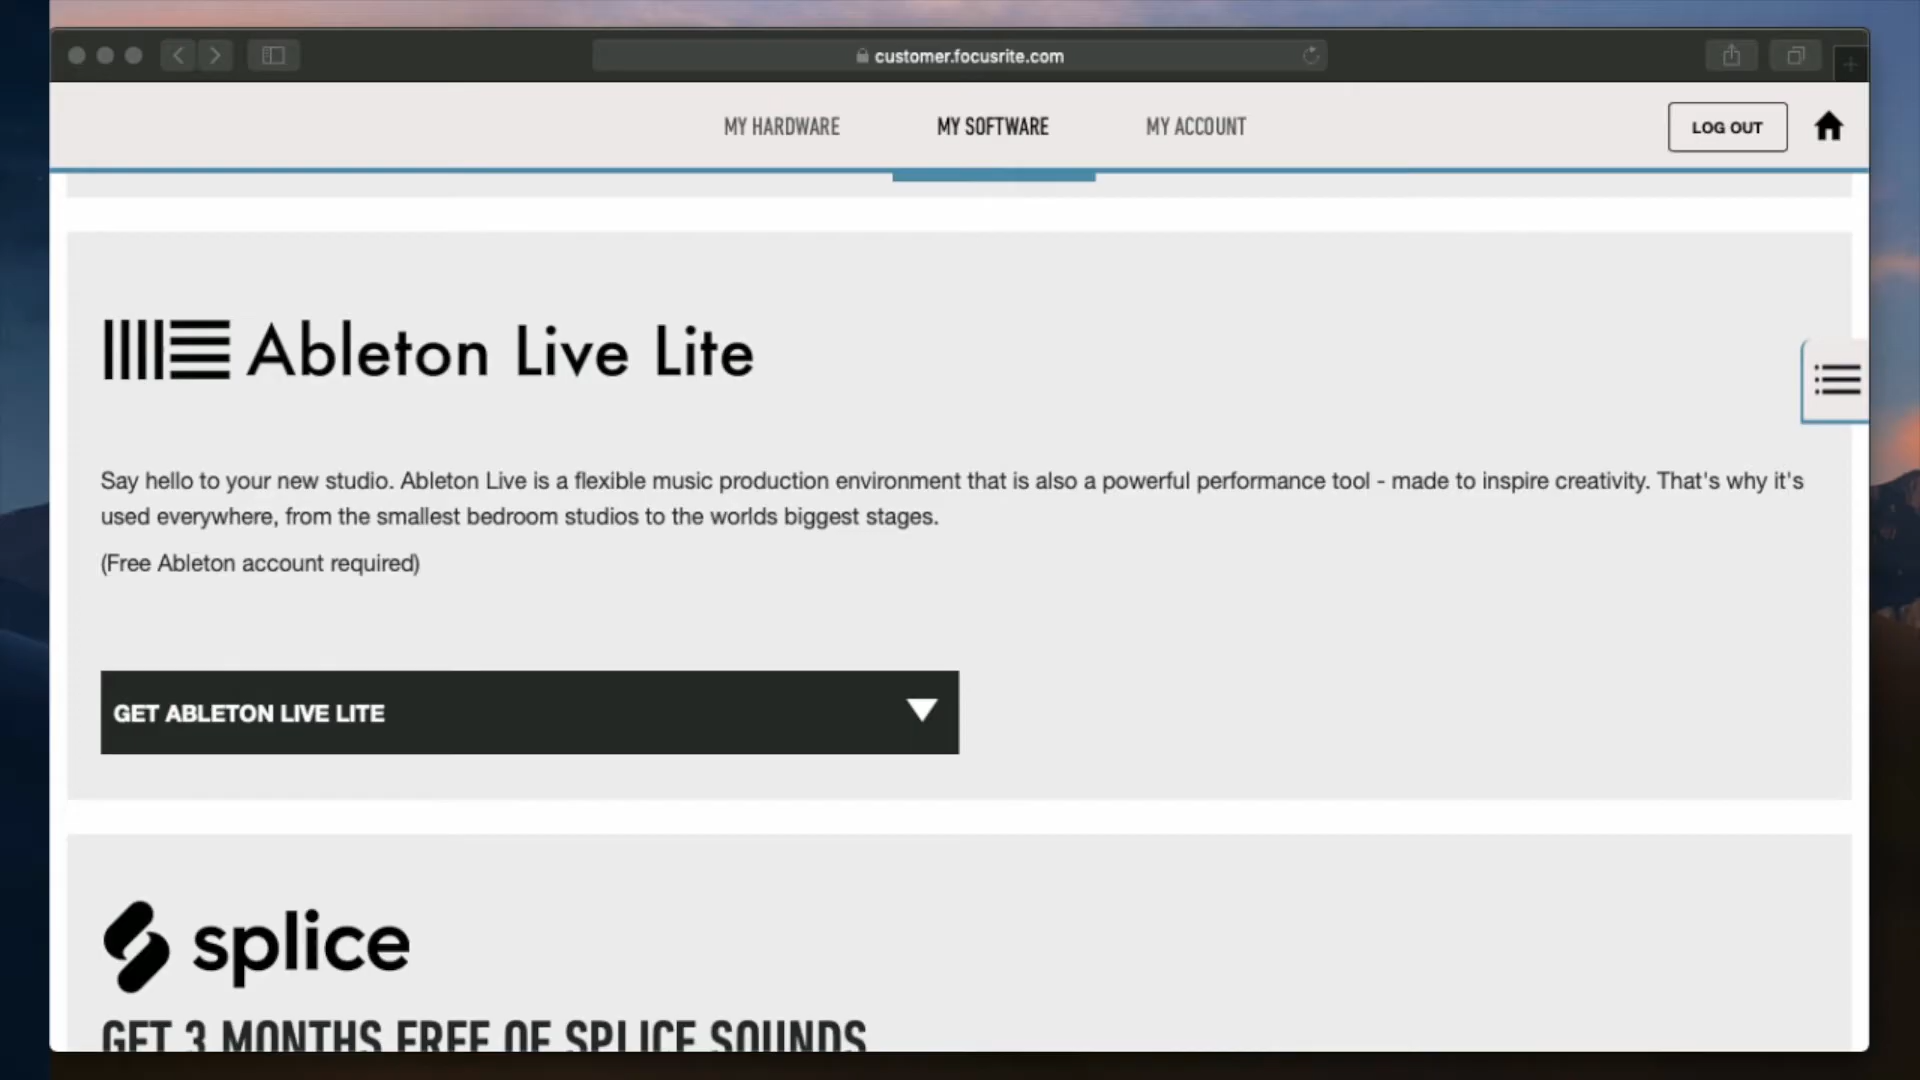 customer.focusrite.com
MY HARDWARE
MY SOFTWARE
MY ACCOUNT
LOG OUT
Ableton Live Lite
Say hello to your new studio. Ableton Live is a flexible music production environment that is also a powerful performance tool - made to inspire creativity. That's why it's
used everywhere, from the smallest bedroom studios to the worlds biggest stages.
(Free Ableton account required)
GET ABLETON LIVE LITE
splice
GET 3 MONTHS FREE OF SPLICE SOUNDS